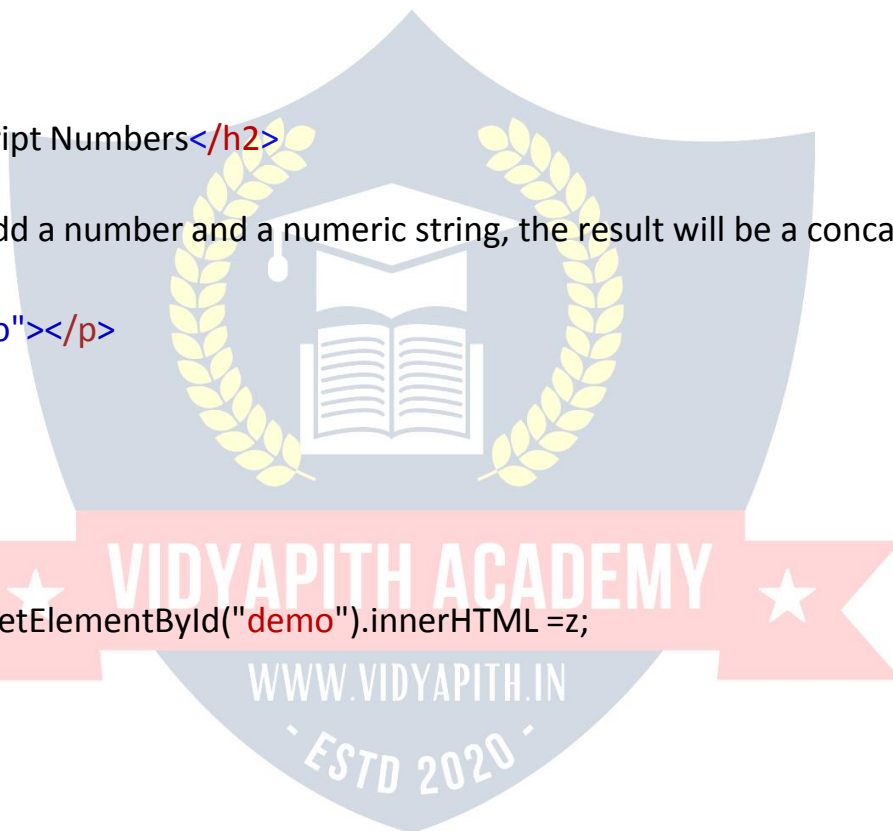 ipt Numbers</h2>
dd a number and a numeric string, the result will be a conca
o"></p>
VIDYAPITH ACADEMY
etElementById("demo").innerHTML =z;
WWW.VIDYAPITH.IN
- ESTD 2020 -